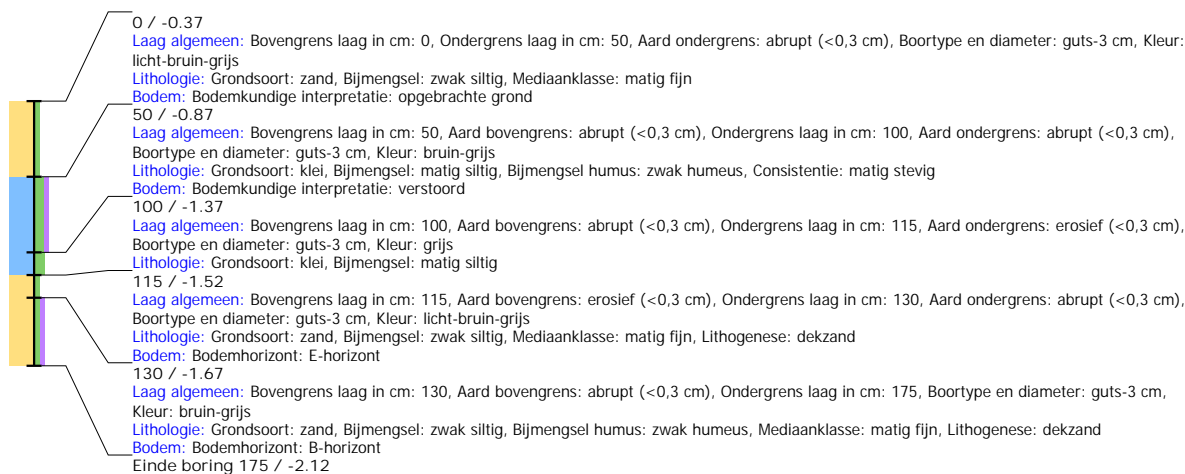 0 / -0.37
Laag algemeen: Bovengrens laag in cm: 0, Ondergrens laag in cm: 50, Aard ondergrens: abrupt (<0,3 cm), Boortype en diameter: guts-3 cm, Kleur:
licht-bruin-grijs
Lithologie: Grondsoort: zand, Bijmengsel: zwak siltig, Mediaanklasse: matig fijn
Bodem: Bodemkundige interpretatie: opgebrachte grond
50 / -0.87
Laag algemeen: Bovengrens laag in cm: 50, Aard bovengrens: abrupt (<0,3 cm), Ondergrens laag in cm: 100, Aard ondergrens: abrupt (<0,3 cm),
Boortype en diameter: guts-3 cm, Kleur: bruin-grijs
Lithologie: Grondsoort: klei, Bijmengsel: matig siltig, Bijmengsel humus: zwak humeus, Consistentie: matig stevig
Bodem: Bodemkundige interpretatie: verstoord
100 / -1.37
Laag algemeen: Bovengrens laag in cm: 100, Aard bovengrens: abrupt (<0,3 cm), Ondergrens laag in cm: 115, Aard ondergrens: erosief (<0,3 cm),
Boortype en diameter: guts-3 cm, Kleur: grijs
Lithologie: Grondsoort: klei, Bijmengsel: matig siltig
115 / -1.52
Laag algemeen: Bovengrens laag in cm: 115, Aard bovengrens: erosief (<0,3 cm), Ondergrens laag in cm: 130, Aard ondergrens: abrupt (<0,3 cm),
Boortype en diameter: guts-3 cm, Kleur: licht-bruin-grijs
Lithologie: Grondsoort: zand, Bijmengsel: zwak siltig, Mediaanklasse: matig fijn, Lithogenese: dekzand
Bodem: Bodemhorizont: E-horizont
130 / -1.67
Laag algemeen: Bovengrens laag in cm: 130, Aard bovengrens: abrupt (<0,3 cm), Ondergrens laag in cm: 175, Boortype en diameter: guts-3 cm,
Kleur: bruin-grijs
Lithologie: Grondsoort: zand, Bijmengsel: zwak siltig, Bijmengsel humus: zwak humeus, Mediaanklasse: matig fijn, Lithogenese: dekzand
Bodem: Bodemhorizont: B-horizont
Einde boring 175 / -2.12